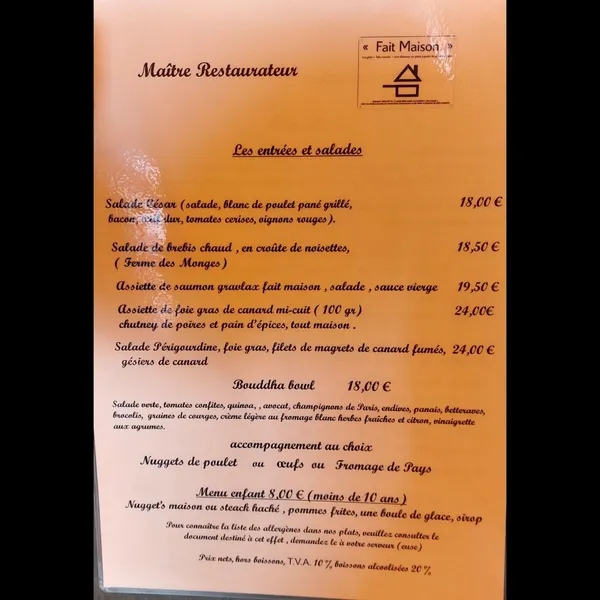 « Fait Maison »
Maître Restaurateur
Les entrées et salades
Salade César (salade, blanc de poulet pané grillé, 18,00 €
bacon, œuf dur, tomates cerises, oignons rouges).
Salade de brebis chaud , en croûte de noisettes, 18,50 €
( Ferme des Monges)
Assiette de saumon gravlax fait maison , salade , sauce vierge 19,50 €
Assiette de foie gras de canard mi-cuit ( 100 gr) 24,00€
chutney de poires et pain d'épices, tout maison .
Salade Périgourdine, foie gras, filets de magrets de canard fumés, 24,00 €
gésiers de canard
Bouddha bowl 18,00 €
Salade verte, tomates confites, quinoa, , avocat, champignons de Paris, endives, panais, betteraves,
brocolis, graines de courges, crème légère au fromage blanc herbes fraîches et citron, vinaigrette
aux agrumes.
accompagnement au choix
Nuggets de poulet ou œufs ou Fromage de Pays
Menu enfant 8,00 € (moins de 10 ans)
Nugget's maison ou steack haché , pommes frites, une boule de glace, sirop
Pour connaître la liste des allergènes dans nos plats, veuillez consulter le
document destiné à cet effet , demandez le à votre serveur (euse)
Prix nets, hors boissons, T.V.A. 10 %, boissons alcoolisées 20 %